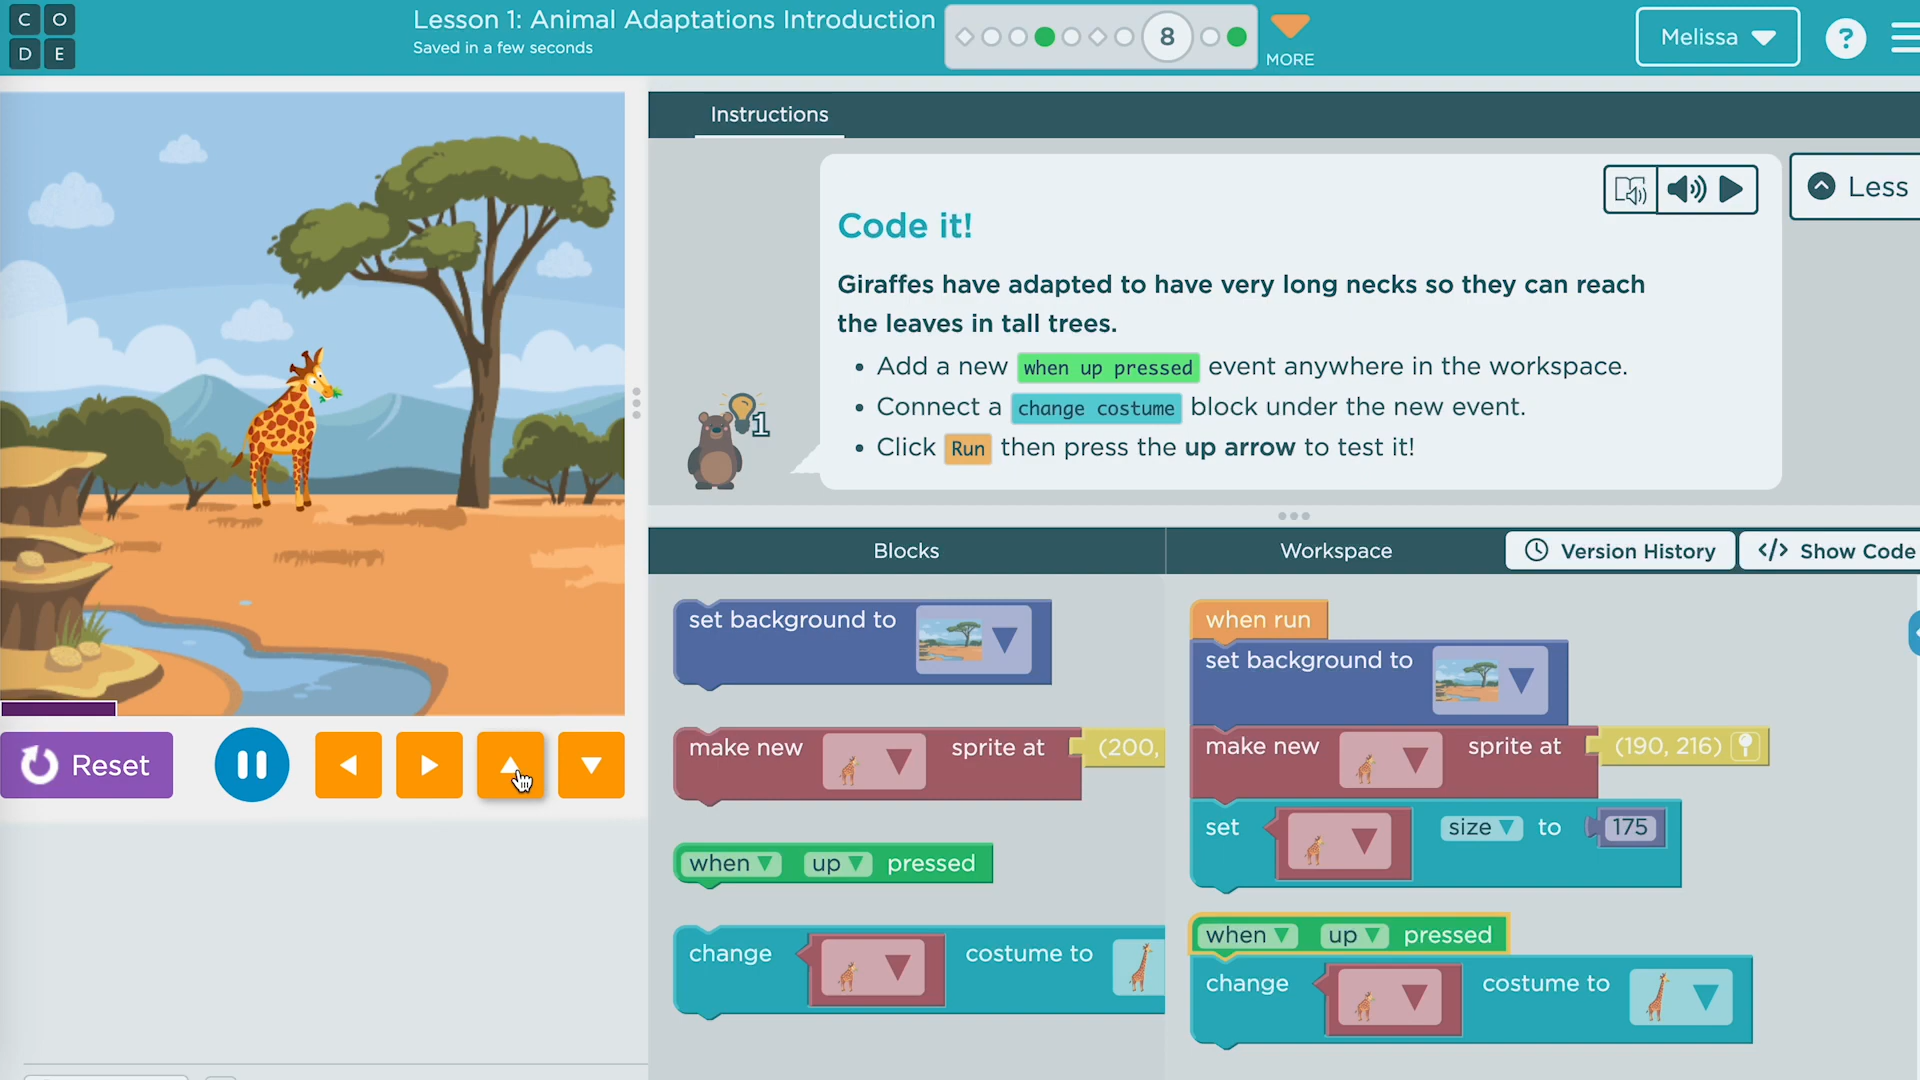 C O
D E
Lesson 1: Animal Adaptations Introduction
Saved in a few seconds
8
MORE
Melissa
?
Instructions
Less
Code it!
Giraffes have adapted to have very long necks so they can reach
the leaves in tall trees.
• Add a new when up pressed event anywhere in the workspace.
• Connect a change costume block under the new event.
• Click Run then press the up arrow to test it!
1
Blocks
Workspace
Version History
</> Show Code
set background to
make new sprite at (200,
when up pressed
change costume to
when run
set background to
make new sprite at (190, 216)
set size to 175
when up pressed
change costume to
Reset